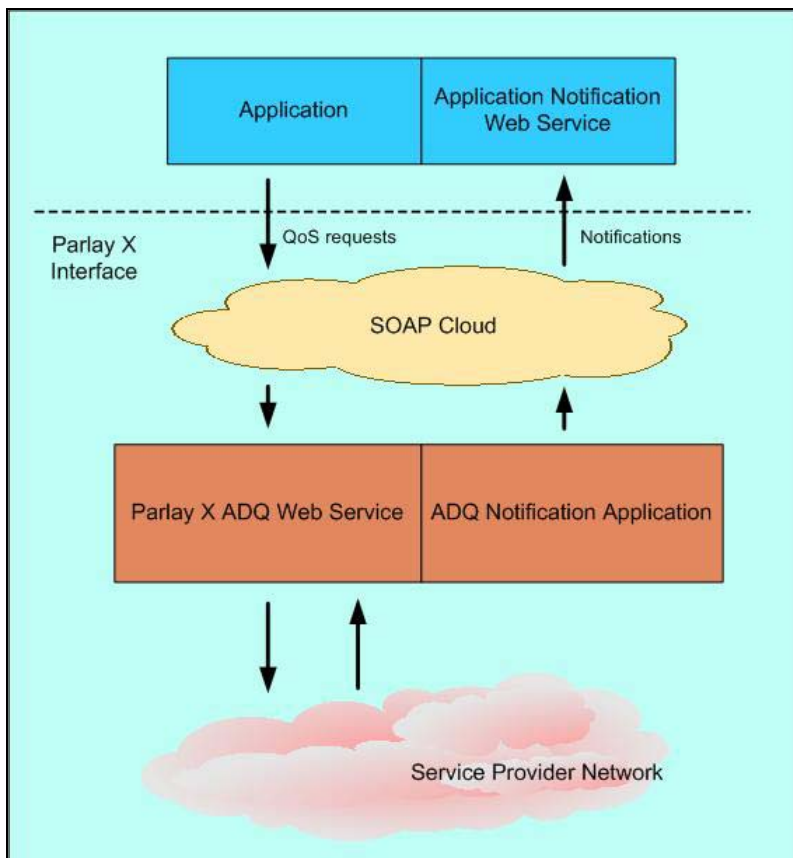 Application
Application Notification
Web Service
QoS requests
Notifications
Parlay X
Interface
SOAP Cloud
Parlay X ADQ Web Service
ADQ Notification Application
Service Provider Network